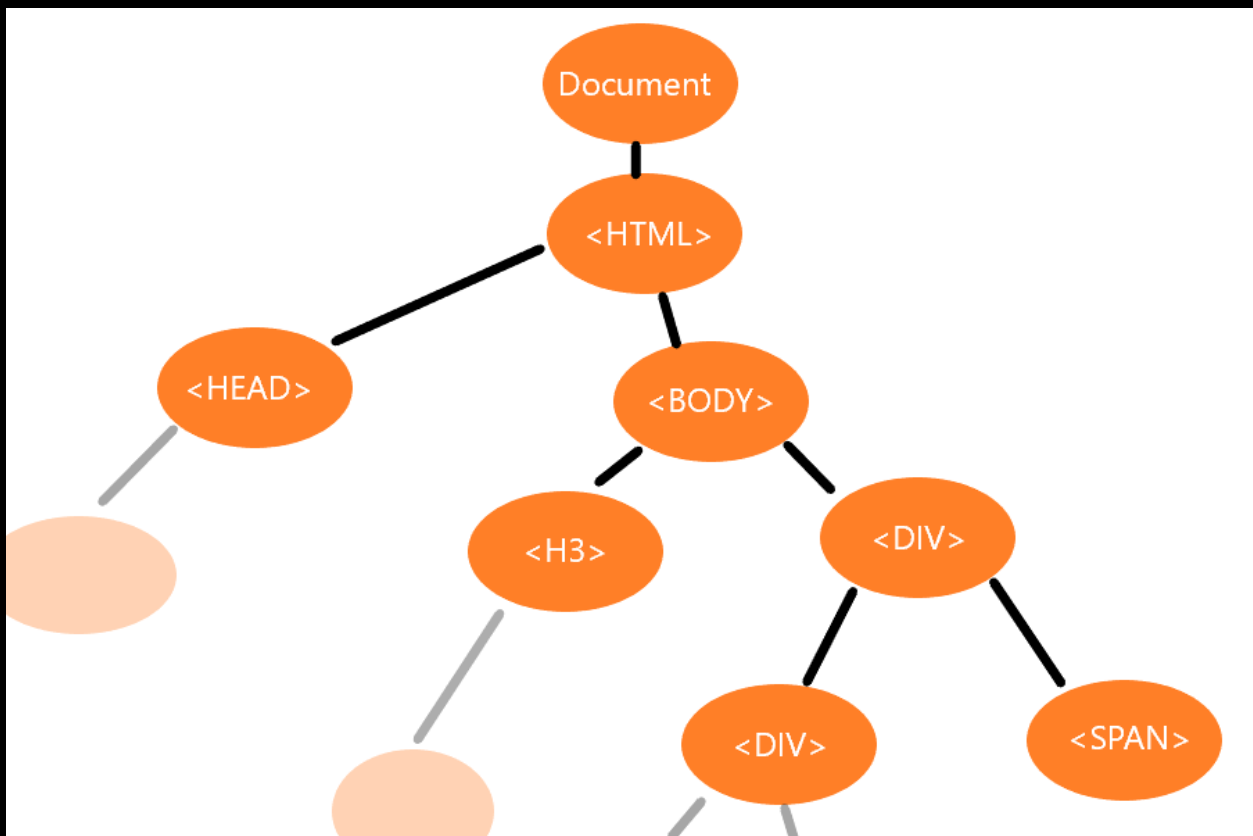 Document
<HTML>
<HEAD>
<BODY>
<H3>
<DIV>
<DIV>
<SPAN>